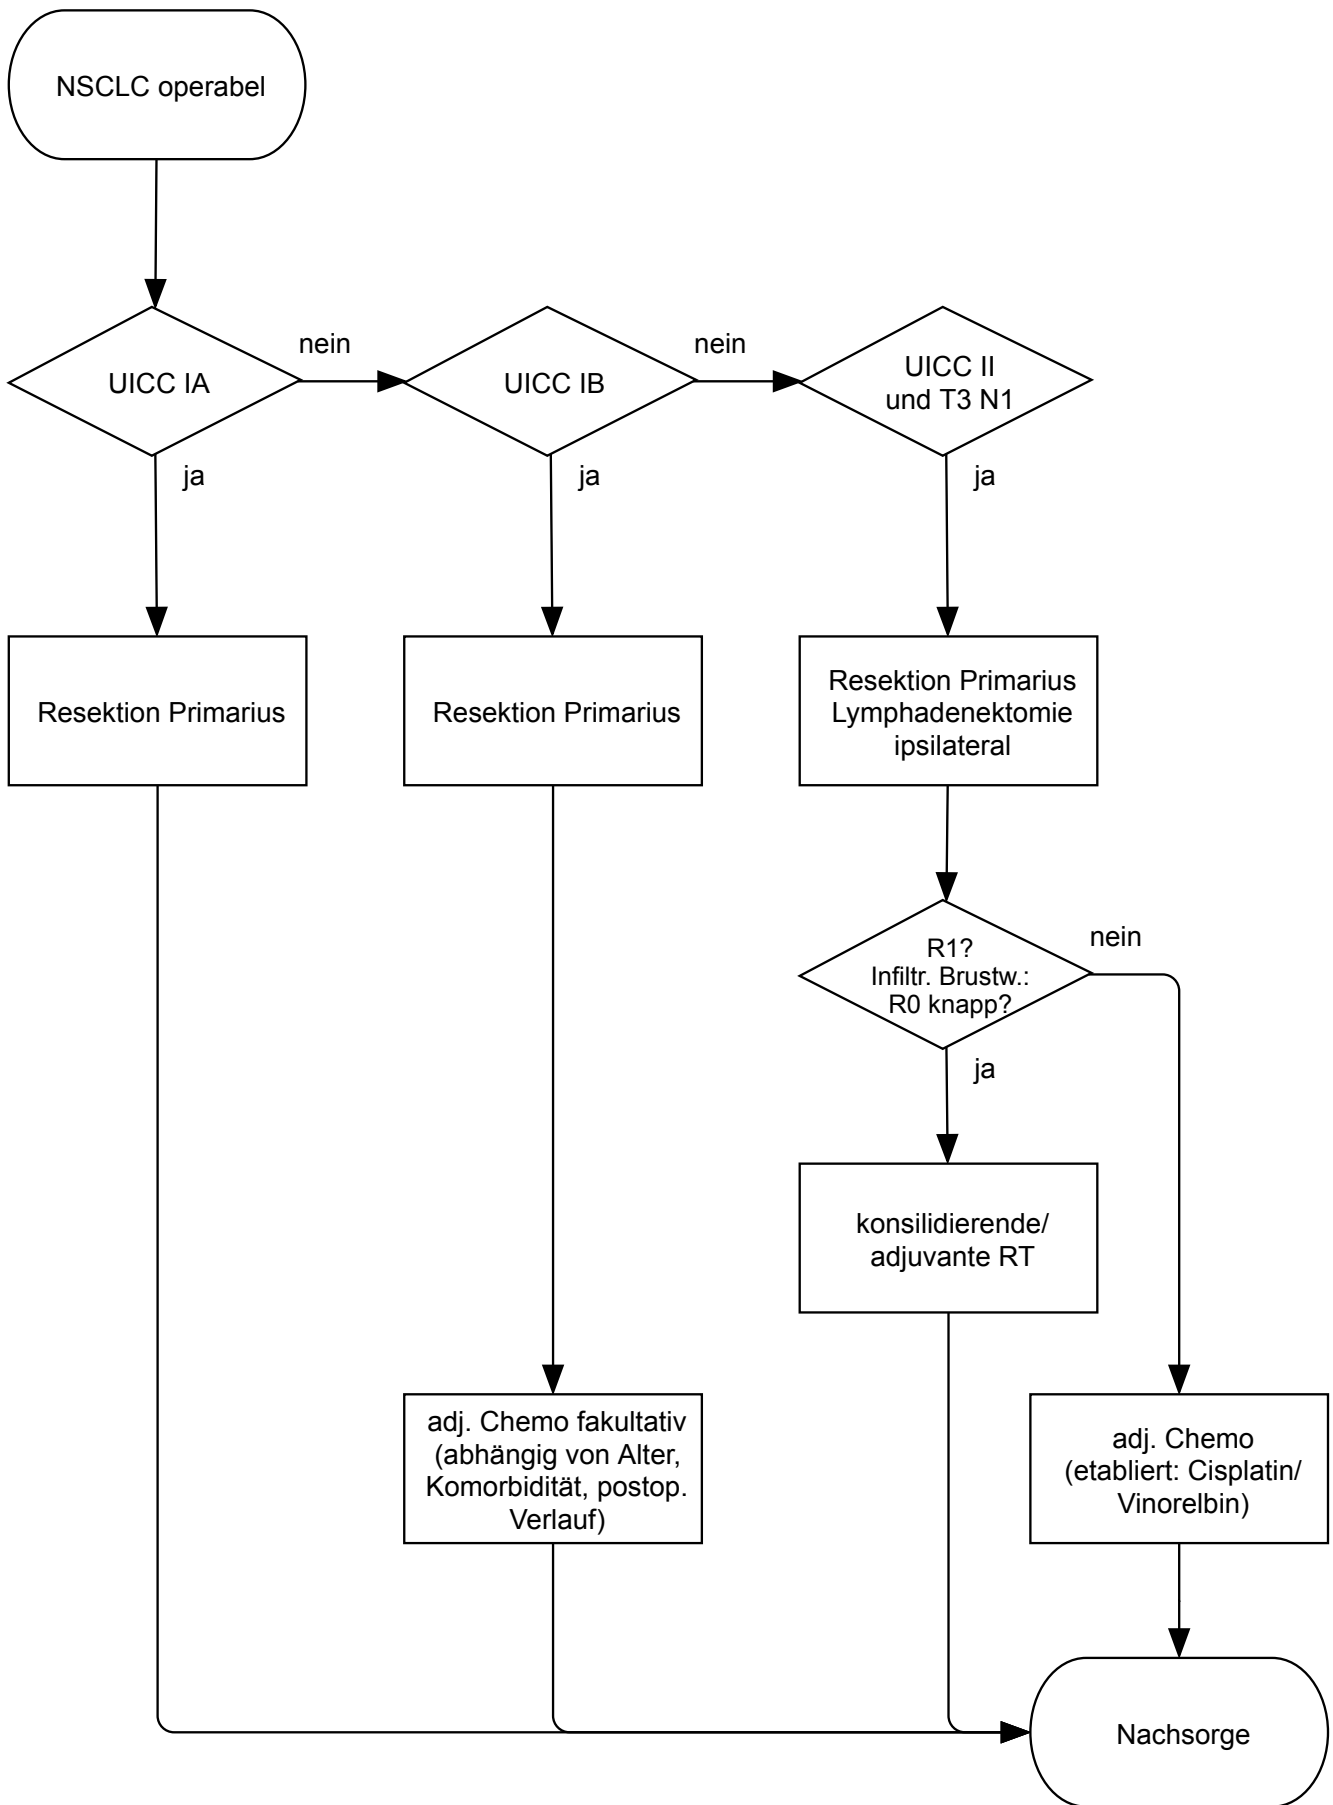 NSCLC operabel
nein
nein
UICC IA
UICC IB
UICC II
und T3 N1
ja
ja
ja
Resektion Primarius
Resektion Primarius
Resektion Primarius
Lymphadenektomie
ipsilateral
nein
R1?
Infiltr. Brustw.:
R0 knapp?
ja
konsilidierende/
adjuvante RT
adj. Chemo fakultativ
(abhängig von Alter,
Komorbidität, postop.
Verlauf)
adj. Chemo
(etabliert: Cisplatin/
Vinorelbin)
Nachsorge